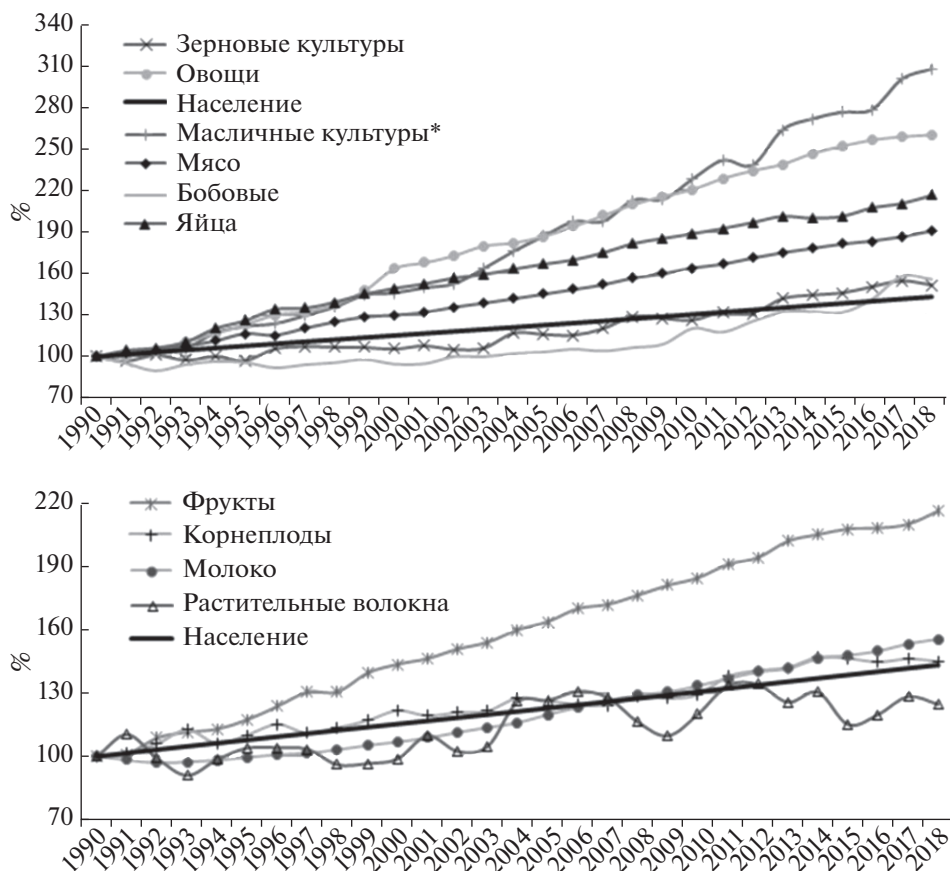 340
310
280
250
220
190
160
130
100
70
%
Зерновые культуры
Овощи
Население
Масличные культуры*
Мясо
Бобовые
Яйца
1990 1991 1992 1993 1994 1995 1996 1997 1998 1999 2000 2001 2002 2003 2004 2005 2006 2007 2008 2009 2010 2011 2012 2013 2014 2015 2016 2017 2018
220
190
160
130
100
70
%
Фрукты
Корнеплоды
Молоко
Растительные волокна
Население
1990 1991 1992 1993 1994 1995 1996 1997 1998 1999 2000 2001 2002 2003 2004 2005 2006 2007 2008 2009 2010 2011 2012 2013 2014 2015 2016 2017 2018